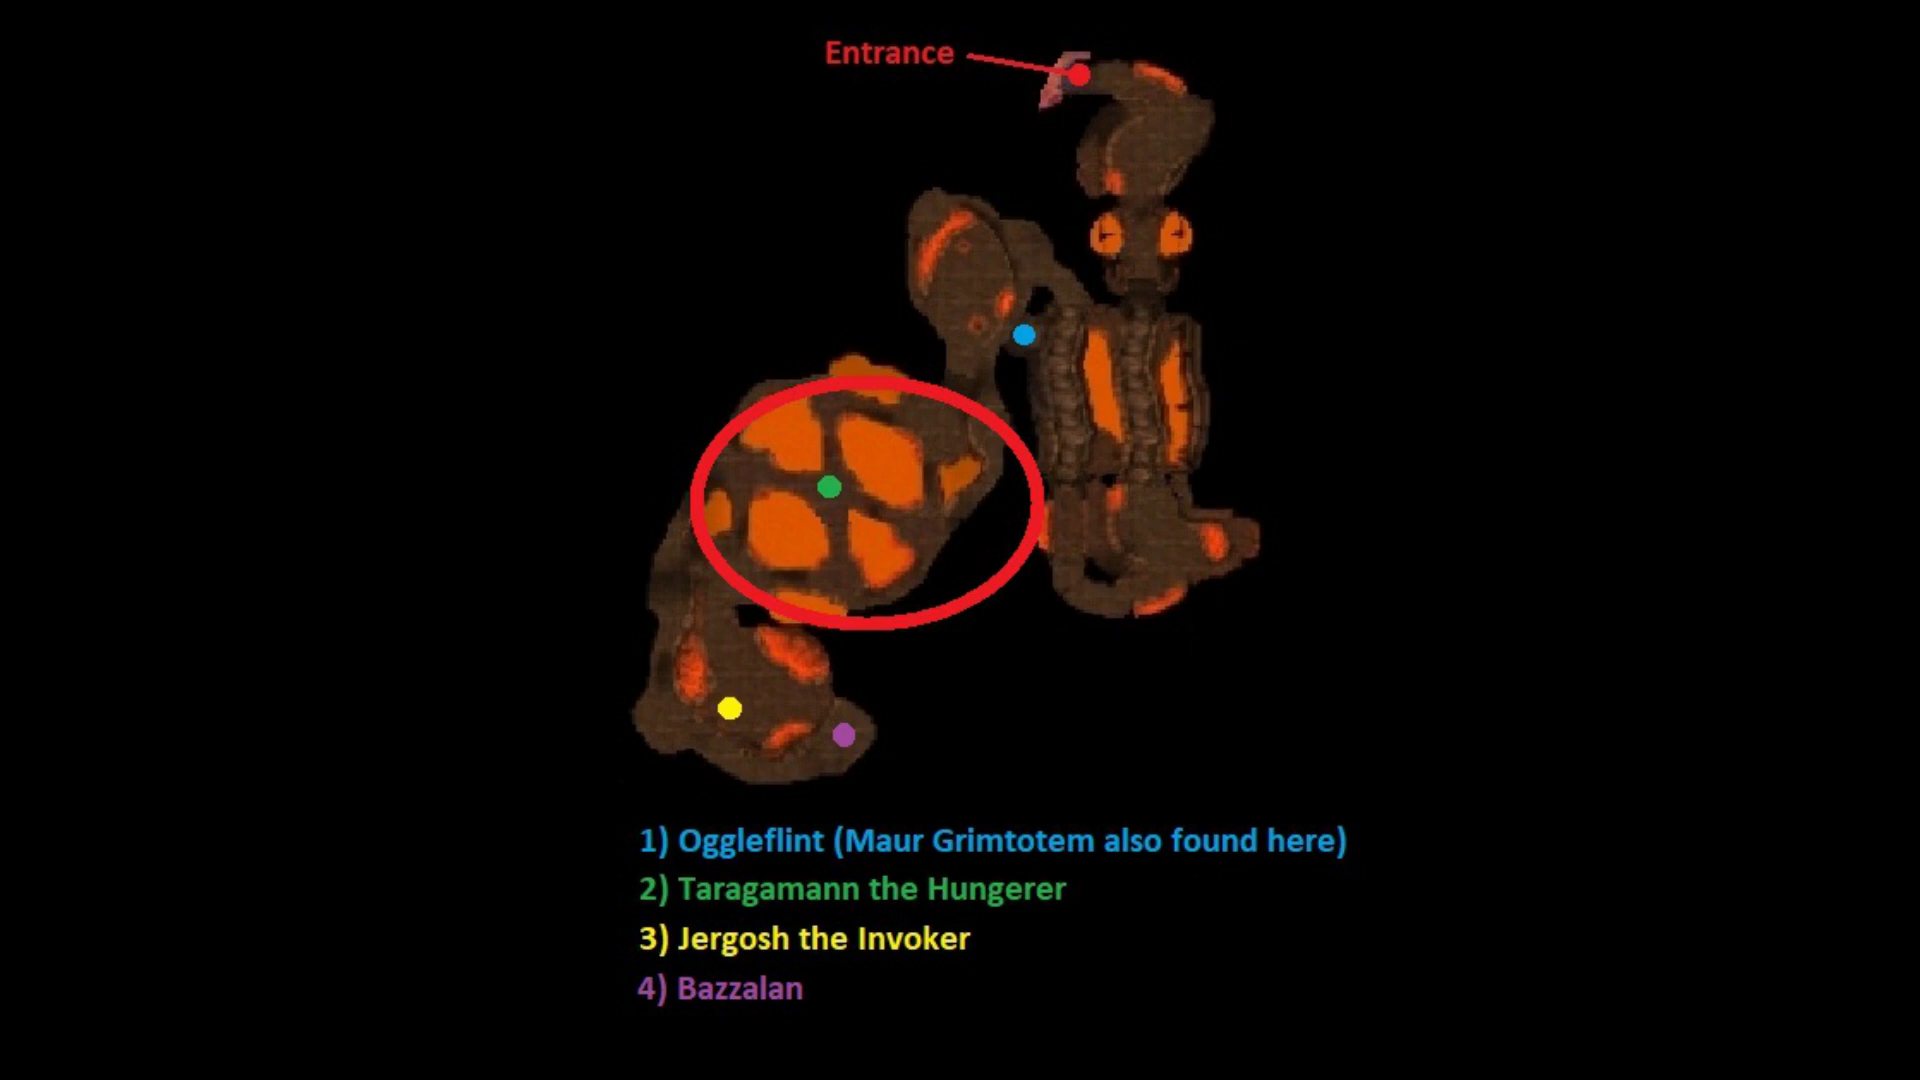 Entrance
1) Oggleflint (Maur Grimtotem also found here)
2) Taragamann the Hungerer
3) Jergosh the Invoker
4) Bazzalan